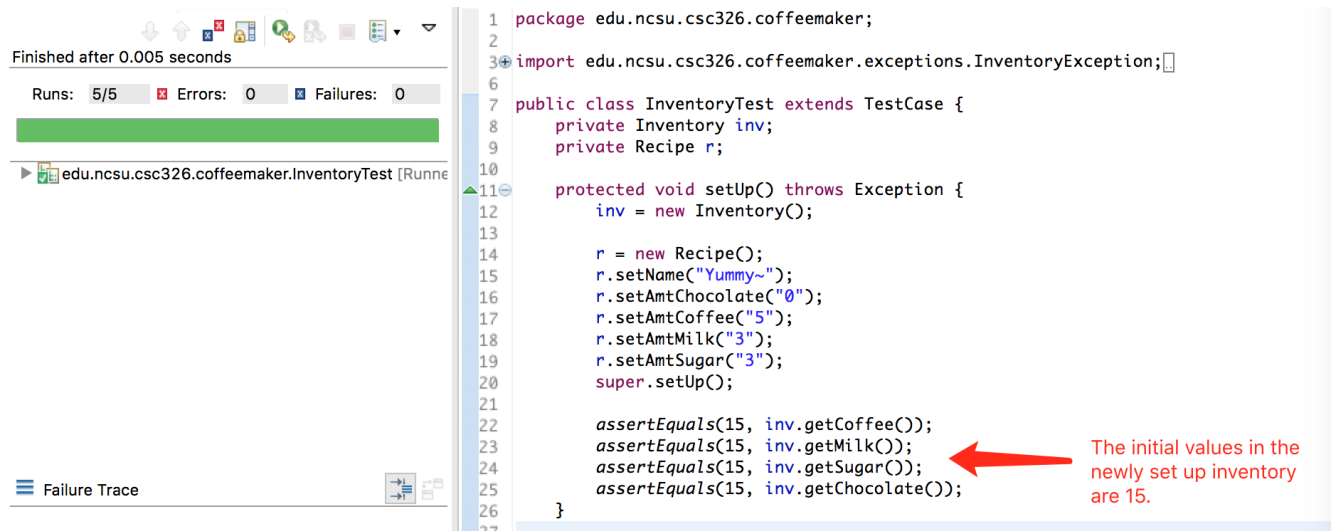 Finished after 0.005 seconds
Runs: 5/5 Errors: 0 Failures: 0
edu.ncsu.csc326.coffeemaker.InventoryTest [Runne
Failure Trace
1 package edu.ncsu.csc326.coffeemaker;
2
3 import edu.ncsu.csc326.coffeemaker.exceptions.InventoryException;
6
7 public class InventoryTest extends TestCase {
8 private Inventory inv;
9 private Recipe r;
10
11 protected void setUp() throws Exception {
12 inv = new Inventory();
13
14 r = new Recipe();
15 r.setName("Yummy~");
16 r.setAmtChocolate("0");
17 r.setAmtCoffee("5");
18 r.setAmtMilk("3");
19 r.setAmtSugar("3");
20 super.setUp();
21
22 assertEquals(15, inv.getCoffee());
23 assertEquals(15, inv.getMilk());
24 assertEquals(15, inv.getSugar());
25 assertEquals(15, inv.getChocolate());
26 }
27
The initial values in the
newly set up inventory
are 15.